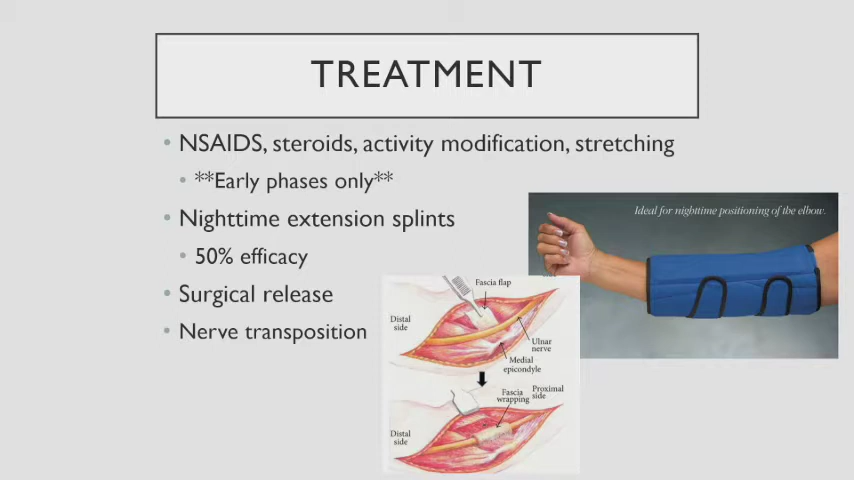 TREATMENT
• NSAIDS, steroids, activity modification, stretching
• **Early phases only**
• Nighttime extension splints
• 50% efficacy
• Surgical release
• Nerve transposition
Ideal for nighttime positioning of the elbow.
Fascia flap
Distal
side
Ulnar
nerve
Medial
epicondyle
Fascia
wrapping
Proximal
side
Distal
side